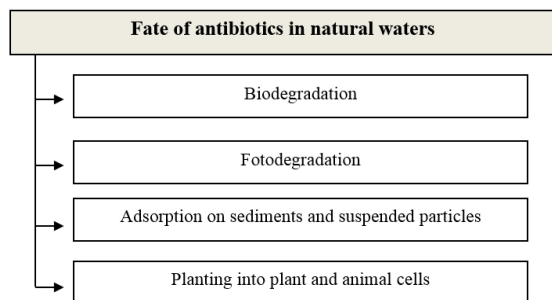 Fate of antibiotics in natural waters
Biodegradation
Fotodegradation
Adsorption on sediments and suspended particles
Planting into plant and animal cells